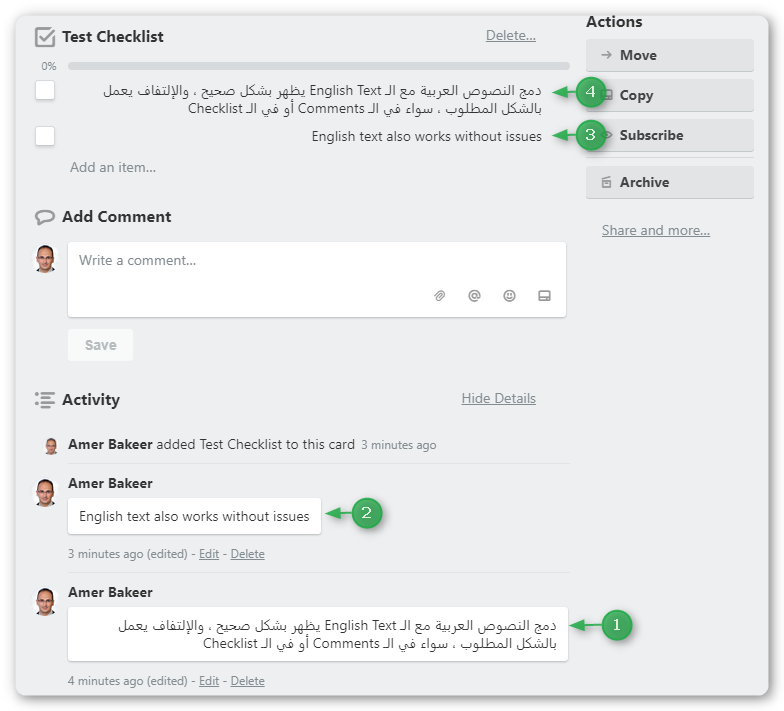 Test Checklist
Delete...
0%
دمج النصوص العربية مع الـ English Text يظهر بشكل صحيح ، والإلتفاف يعمل
بالشكل المطلوب ، سواء في الـ Comments أو في الـ Checklist
4
English text also works without issues
3
Add an item...
Add Comment
Write a comment...
Save
Activity
Hide Details
Amer Bakeer added Test Checklist to this card 3 minutes ago
Amer Bakeer
English text also works without issues
2
3 minutes ago (edited) - Edit - Delete
Amer Bakeer
دمج النصوص العربية مع الـ English Text يظهر بشكل صحيح ، والإلتفاف يعمل
بالشكل المطلوب ، سواء في الـ Comments أو في الـ Checklist
1
4 minutes ago (edited) - Edit - Delete
Actions
Move
Copy
Subscribe
Archive
Share and more...